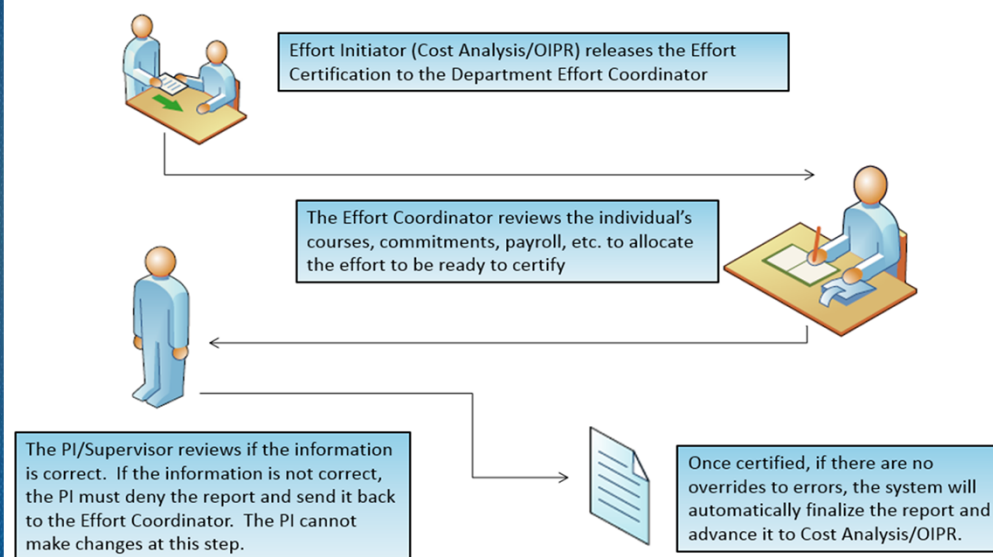 Effort Initiator (Cost Analysis/OIPR) releases the Effort
Certification to the Department Effort Coordinator
The Effort Coordinator reviews the individual's
courses, commitments, payroll, etc. to allocate
the effort to be ready to certify
The PI/Supervisor reviews if the information
is correct.  If the information is not correct,
the PI must deny the report and send it back
to the Effort Coordinator.  The PI cannot
make changes at this step.
Once certified, if there are no
overrides to errors, the system will
automatically finalize the report and
advance it to Cost Analysis/OIPR.